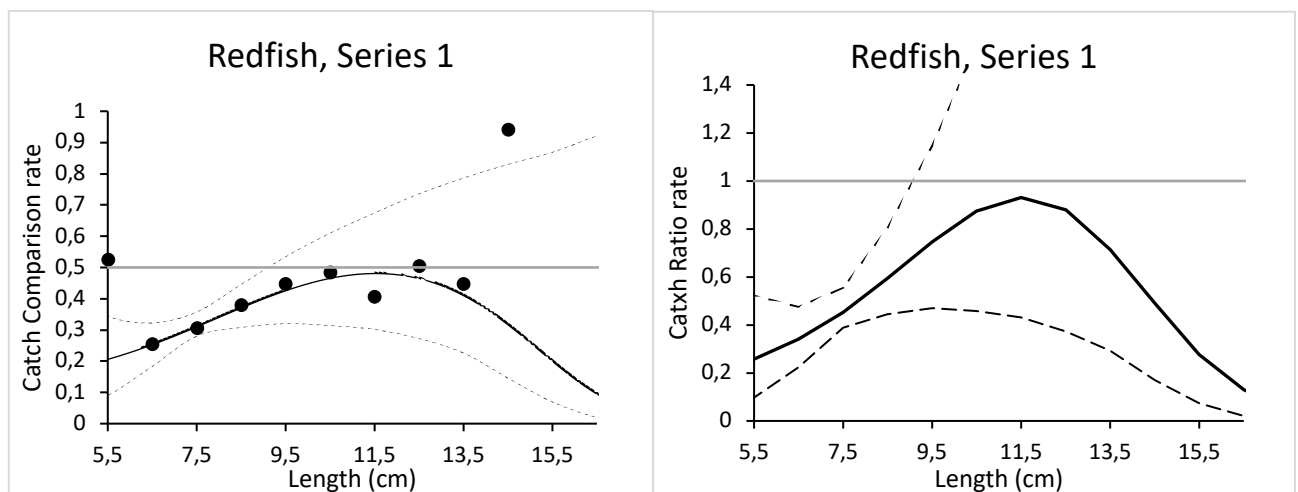 Redfish, Series 1
Catch Comparison rate
1
0,9
0,8
0,7
0,6
0,5
0,4
0,3
0,2
0,1
0
5,5 7,5 9,5 11,5 13,5 15,5
Length (cm)
Redfish, Series 1
Catxh Ratio rate
1,4
1,2
1
0,8
0,6
0,4
0,2
0
5,5 7,5 9,5 11,5 13,5 15,5
Length (cm)